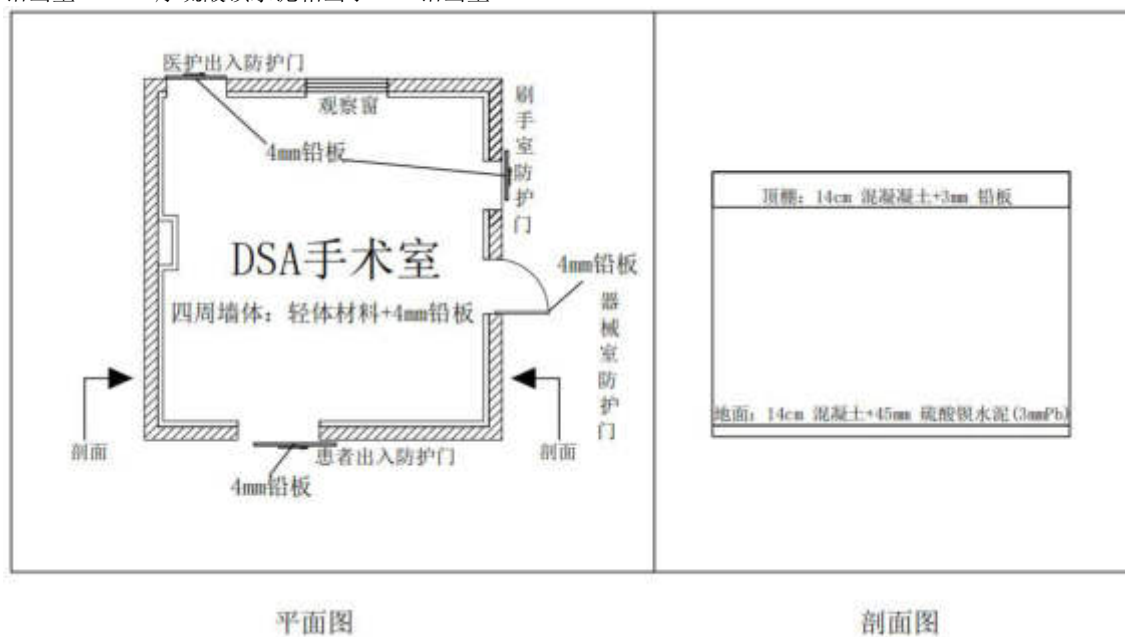 医护出入防护门
观察窗
刷手室防护门
4mm铅板
DSA手术室
4mm铅板
四周墙体：轻体材料+4mm铅板
器械室防护门
剖面
剖面
患者出入防护门
4mm铅板
顶棚：14cm 混凝凝土+3mm 铅板
地面：14cm 混凝土+45mm 硫酸钡水泥(3mmPb)
平面图
剖面图